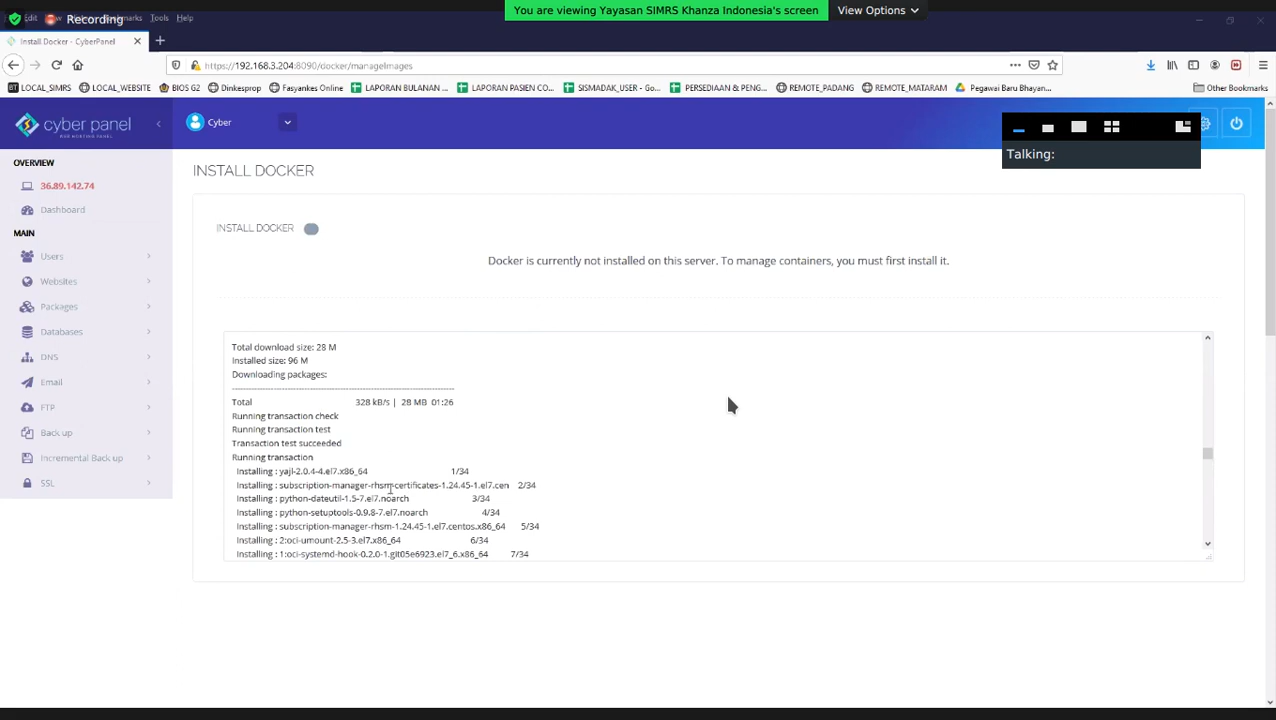 You are viewing Yayasan SIMRS Khanza Indonesia's screen View Options
Edit Recording Bookmarks Tools Help
Install Docker - CyberPanel
https://192.168.3.204:8090/docker/manageImages
LOCAL_SIMRS LOCAL_WEBSITE BIOS G2 Dinkesprop Fasyankes Online LAPORAN BULANAN ... LAPORAN PASIEN CO... SISMADAK_USER - Go... PERSEDIAAN & PENG... REMOTE_PADANG REMOTE_MATARAM Pegawai Baru Bhayan... Other Bookmarks
cyber panel
WEB HOSTING PANEL
Cyber
Talking:
OVERVIEW
36.89.142.74
Dashboard
MAIN
Users
Websites
Packages
Databases
DNS
Email
FTP
Back up
Incremental Back up
SSL
INSTALL DOCKER
INSTALL DOCKER
Docker is currently not installed on this server. To manage containers, you must first install it.
Total download size: 28 M
Installed size: 96 M
Downloading packages:
--------------------------------------------------------------------------------
Total 328 kB/s | 28 MB 01:26
Running transaction check
Running transaction test
Transaction test succeeded
Running transaction
Installing : yajl-2.0.4-4.el7.x86_64 1/34
Installing : subscription-manager-rhsm-certificates-1.24.45-1.el7.cen 2/34
Installing : python-dateutil-1.5-7.el7.noarch 3/34
Installing : python-setuptools-0.9.8-7.el7.noarch 4/34
Installing : subscription-manager-rhsm-1.24.45-1.el7.centos.x86_64 5/34
Installing : 2:oci-umount-2.5-3.el7.x86_64 6/34
Installing : 1:oci-systemd-hook-0.2.0-1.git05e6923.el7_6.x86_64 7/34